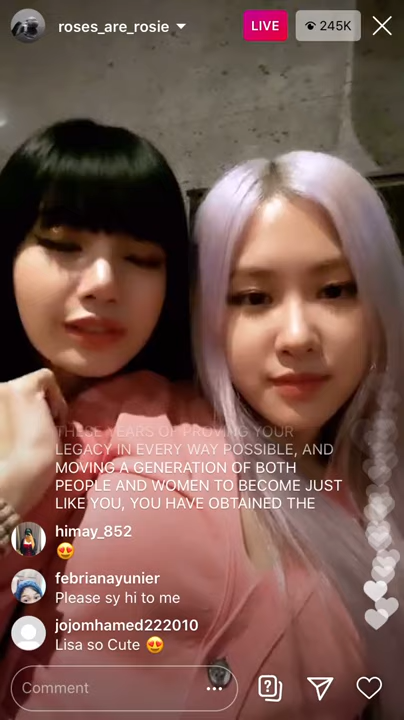 roses_are_rosie
LIVE
245K
THESE YEARS OF PROVING YOUR
LEGACY IN EVERY WAY POSSIBLE, AND
MOVING A GENERATION OF BOTH
PEOPLE AND WOMEN TO BECOME JUST
LIKE YOU, YOU HAVE OBTAINED THE
himay_852
😍
febrianayunier
Please sy hi to me
jojomhamed222010
Lisa so Cute 😍
Comment